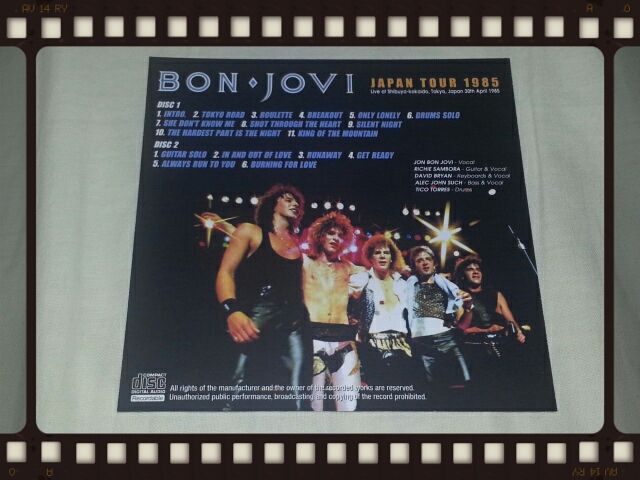 AV 14 RY
A
BON JOVI
JAPAN TOUR 1985
Live at Shibuya-kokaido, Tokyo, Japan 30th April 1985
DISC 1
1. INTRO. 2. TOKYO ROAD 3. ROULETTE 4. BREAKOUT 5. ONLY LONELY 6. DRUMS SOLO
7. SHE DON'T KNOW ME 8. SHOT THROUGH THE HEART 9. SILENT NIGHT
10. THE HARDEST PART IS THE NIGHT 11. KING OF THE MOUNTAIN
DISC 2
1. GUITAR SOLO 2. IN AND OUT OF LOVE 3. RUNAWAY 4. GET READY
5. ALWAYS RUN TO YOU 6. BURNING FOR LOVE
JON BON JOVI - Vocal
RICHIE SAMBORA - Guitar & Vocal
DAVID BRYAN - Keyboards & Vocal
ALEC JOHN SUCH - Bass & Vocal
TICO TORRES - Drums
COMPACT
disc
DIGITAL AUDIO
Recordable
All rights of the manufacturer and the owner of the recorded works are reserved.
Unauthorized public performance, broadcasting and copying of the record prohibited.
A
AV 14 RY